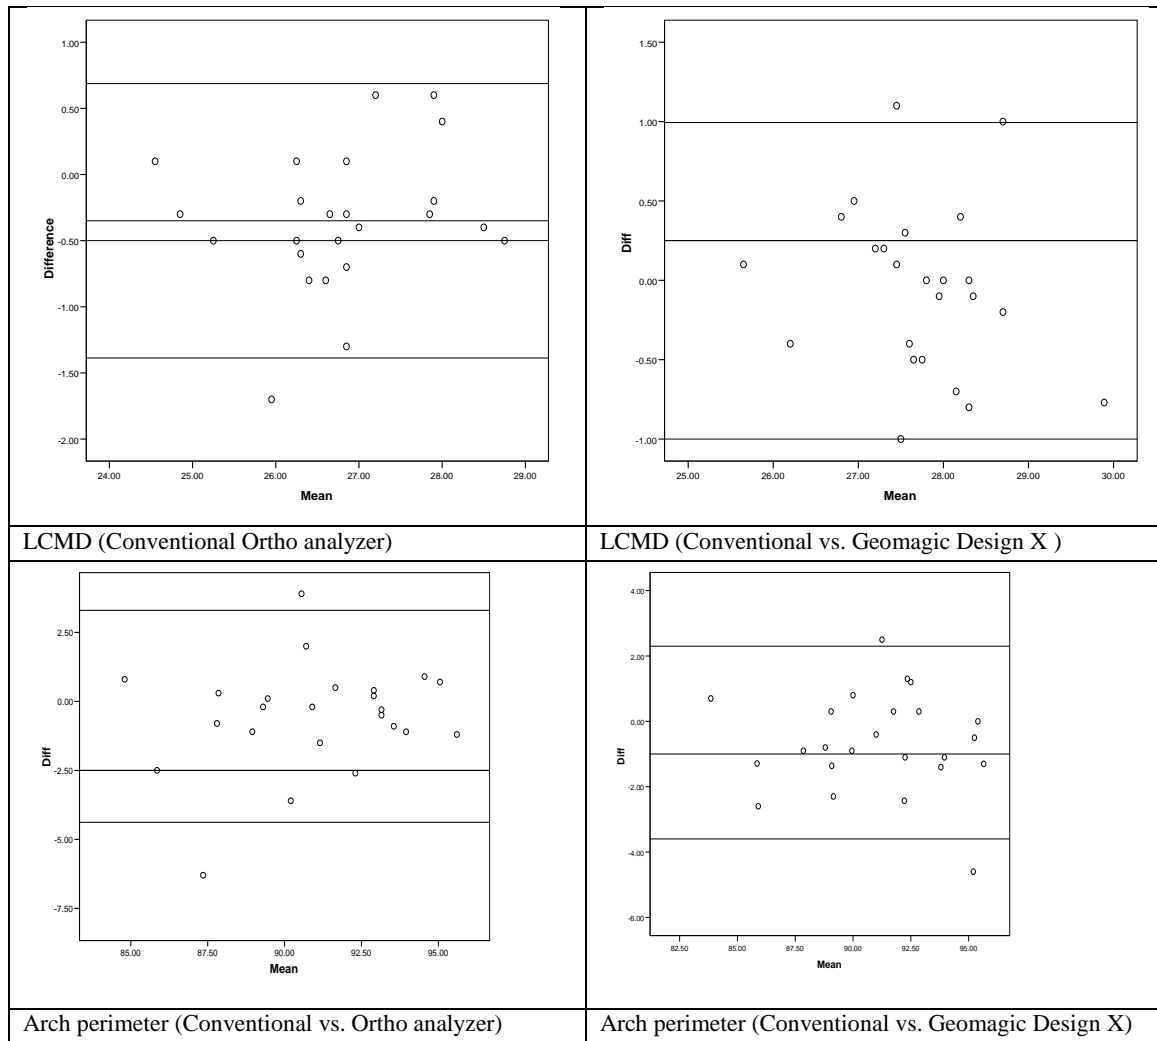 1.00
0.50
0.00
-0.50
-1.00
-1.50
-2.00
Difference
24.00 25.00 26.00 27.00 28.00 29.00
Mean
1.50
1.00
0.50
0.00
-0.50
-1.00
Diff
25.00 26.00 27.00 28.00 29.00 30.00
Mean
LCMD (Conventional Ortho analyzer)
LCMD (Conventional vs. Geomagic Design X )
2.50
0.00
-2.50
-5.00
-7.50
Diff
85.00 87.50 90.00 92.50 95.00
Mean
4.00
2.00
0.00
-2.00
-4.00
-6.00
Diff
82.50 85.00 87.50 90.00 92.50 95.00
Mean
Arch perimeter (Conventional vs. Ortho analyzer)
Arch perimeter (Conventional vs. Geomagic Design X)